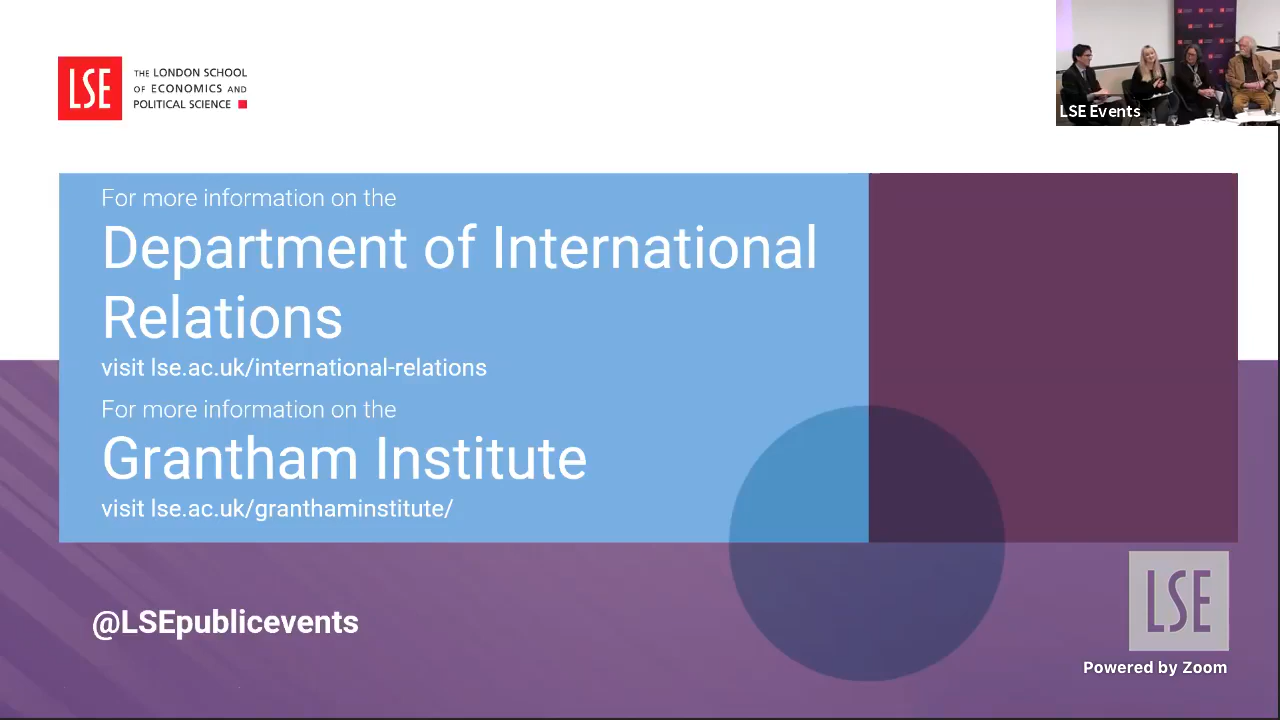 LSE
THE LONDON SCHOOL
OF ECONOMICS AND
POLITICAL SCIENCE
LSE Events
For more information on the
Department of International
Relations
visit lse.ac.uk/international-relations
For more information on the
Grantham Institute
visit lse.ac.uk/granthaminstitute/
@LSEpublicevents
LSE
Powered by Zoom